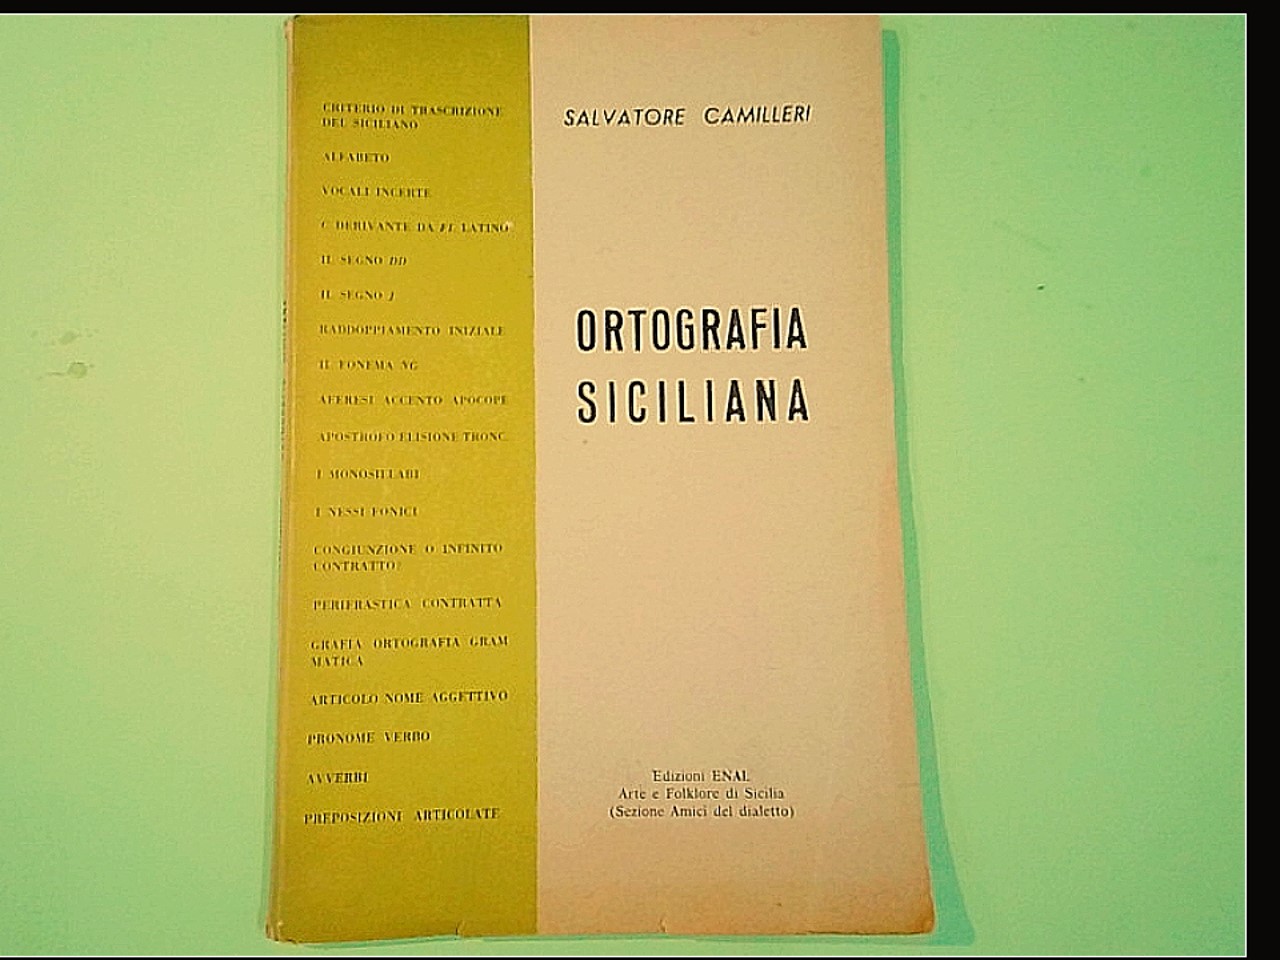 CRITERIO DI TRASCRIZIONE
DEL SICILIANO
ALFABETO
VOCALI INCERTE
C DERIVANTE DA FL LATINO
IL SEGNO DD
IL SEGNO J
RADDOPPIAMENTO INIZIALE
IL FONEMA NG
AFERESI ACCENTO APOCOPE
APOSTROFO ELISIONE TRONC.
I MONOSILLABI
I NESSI FONICI
CONGIUNZIONE O INFINITO
CONTRATTO?
PERIFRASTICA CONTRATTA
GRAFIA ORTOGRAFIA GRAM
MATICA
ARTICOLO NOME AGGETTIVO
PRONOME VERBO
AVVERBI
PREPOSIZIONI ARTICOLATE
SALVATORE CAMILLERI
ORTOGRAFIA
SICILIANA
Edizioni ENAL
Arte e Folklore di Sicilia
(Sezione Amici del dialetto)